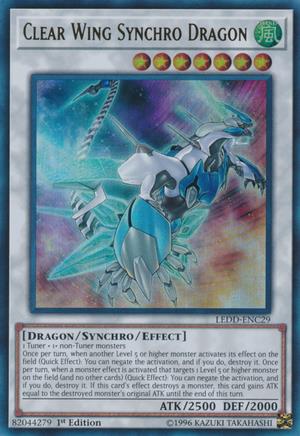 CLEAR WING SYNCHRO DRAGON
風
LEDD-ENC29
[DRAGON/SYNCHRO/EFFECT]
1 Tuner + 1+ non-Tuner monsters
Once per turn, when another Level 5 or higher monster activates its effect on the
field (Quick Effect): You can negate the activation, and if you do, destroy it. Once
per turn, when a monster effect is activated that targets 1 Level 5 or higher monster
on the field (and no other cards) (Quick Effect): You can negate the activation, and
if you do, destroy it. If this card's effect destroys a monster, this card gains ATK
equal to the destroyed monster's original ATK until the end of this turn.
ATK/2500 DEF/2000
82044279 1st Edition ©1996 KAZUKI TAKAHASHI